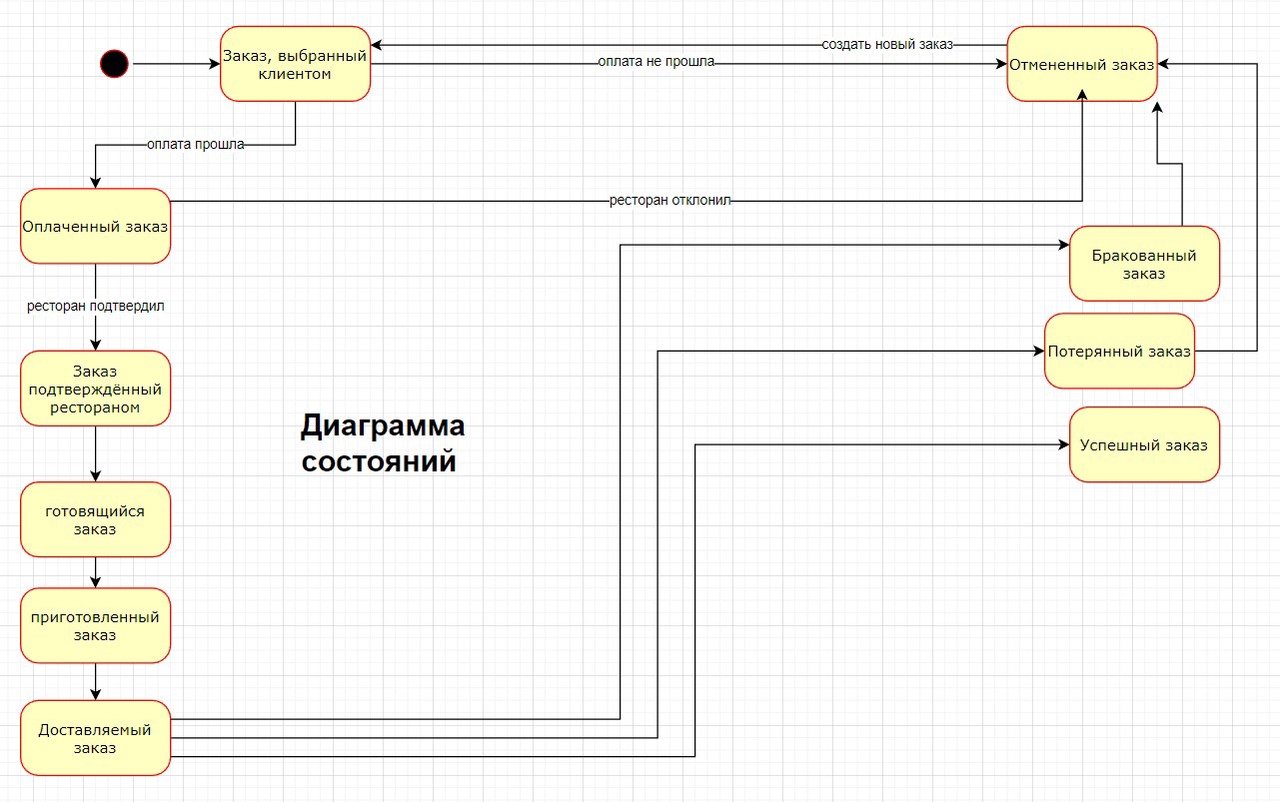 создать новый заказ
Заказ, выбранный
клиентом
оплата не прошла
Отмененный заказ
оплата прошла
Оплаченный заказ
ресторан отклонил
Бракованный
заказ
ресторан подтвердил
Потерянный заказ
Заказ
подтверждённый
рестораном
Диаграмма
состояний
Успешный заказ
готовящийся
заказ
приготовленный
заказ
Доставляемый
заказ